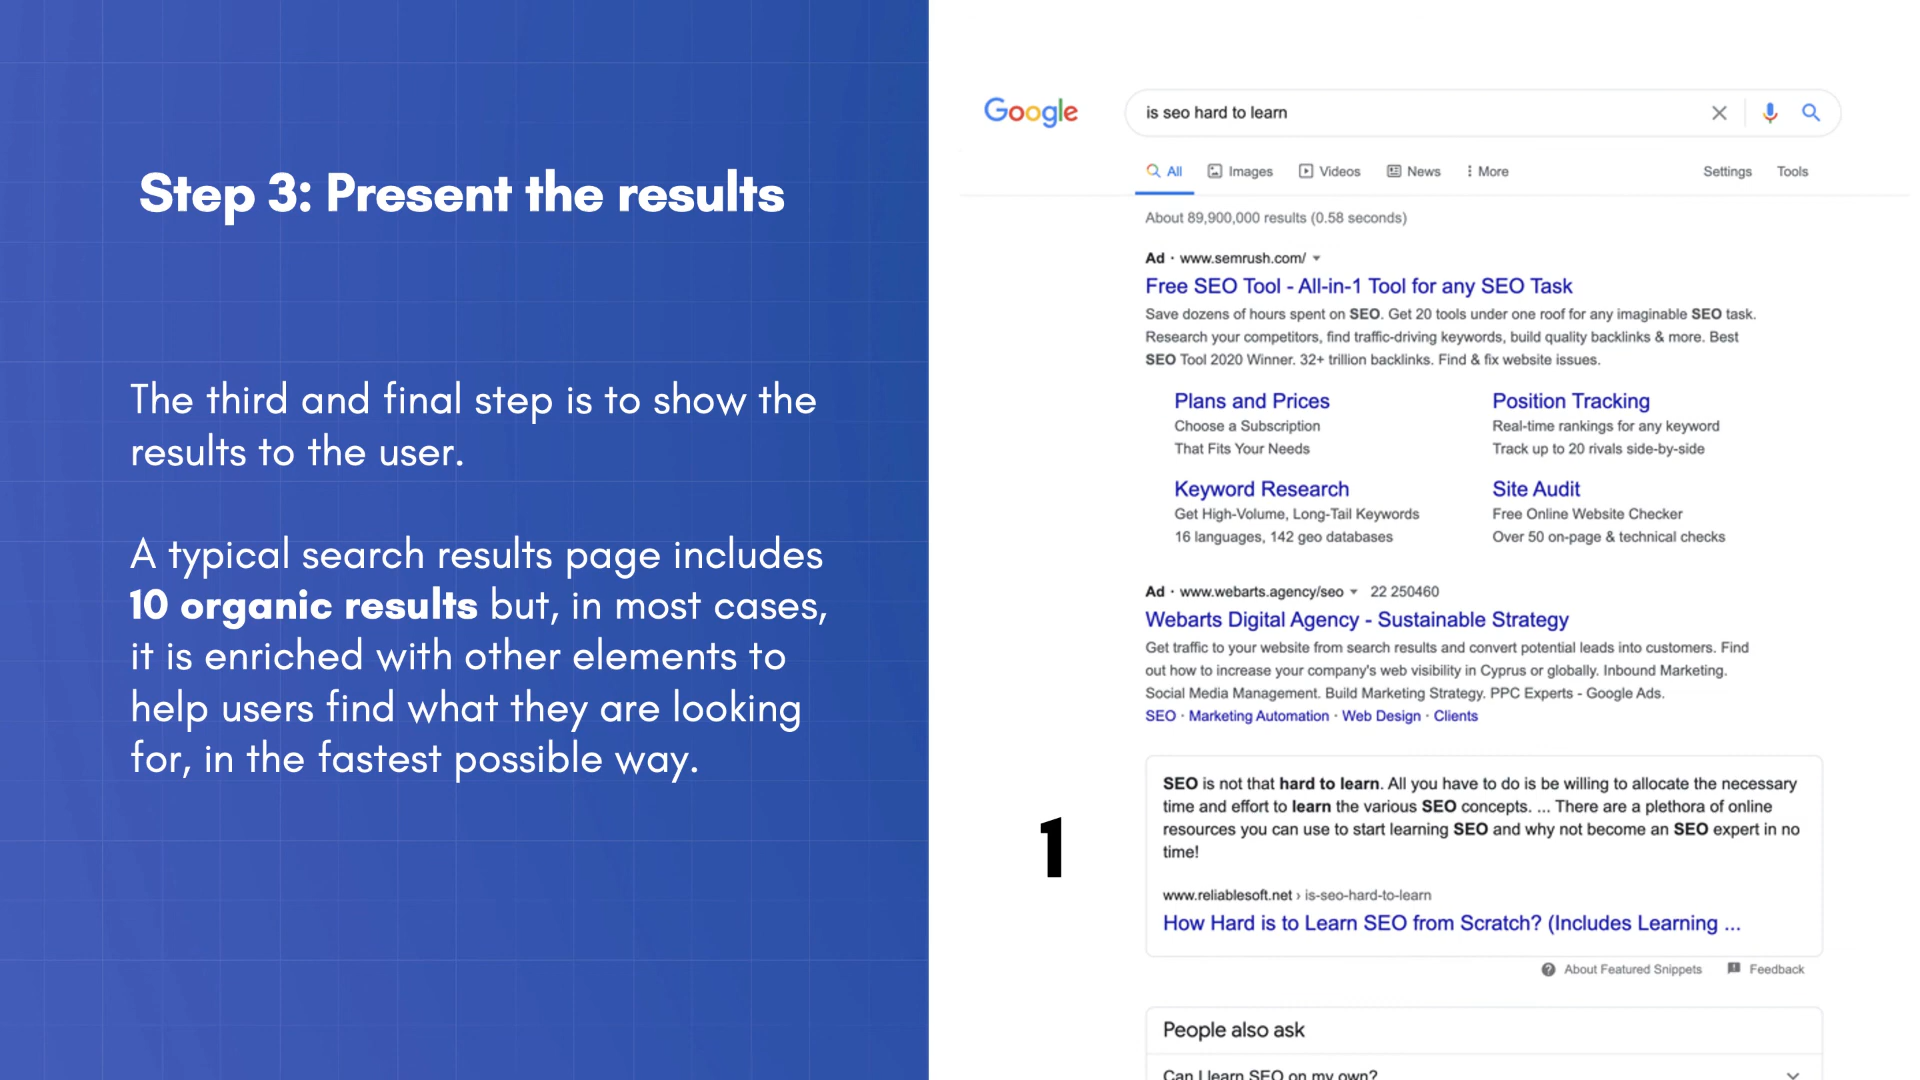 Step 3: Present the results
The third and final step is to show the
results to the user.
A typical search results page includes
10 organic results but, in most cases,
it is enriched with other elements to
help users find what they are looking
for, in the fastest possible way.
Google
is seo hard to learn
All Images Videos News More Settings Tools
About 89,900,000 results (0.58 seconds)
Ad · www.semrush.com/
Free SEO Tool - All-in-1 Tool for any SEO Task
Save dozens of hours spent on SEO. Get 20 tools under one roof for any imaginable SEO task.
Research your competitors, find traffic-driving keywords, build quality backlinks & more. Best
SEO Tool 2020 Winner. 32+ trillion backlinks. Find & fix website issues.
Plans and Prices
Choose a Subscription
That Fits Your Needs
Position Tracking
Real-time rankings for any keyword
Track up to 20 rivals side-by-side
Keyword Research
Get High-Volume, Long-Tail Keywords
16 languages, 142 geo databases
Site Audit
Free Online Website Checker
Over 50 on-page & technical checks
Ad · www.webarts.agency/seo 22 250460
Webarts Digital Agency - Sustainable Strategy
Get traffic to your website from search results and convert potential leads into customers. Find
out how to increase your company's web visibility in Cyprus or globally. Inbound Marketing.
Social Media Management. Build Marketing Strategy. PPC Experts - Google Ads.
SEO · Marketing Automation · Web Design · Clients
1
SEO is not that hard to learn. All you have to do is be willing to allocate the necessary
time and effort to learn the various SEO concepts. ... There are a plethora of online
resources you can use to start learning SEO and why not become an SEO expert in no
time!
www.reliablesoft.net › is-seo-hard-to-learn
How Hard is to Learn SEO from Scratch? (Includes Learning ...
About Featured Snippets Feedback
People also ask
Can I learn SEO on my own?